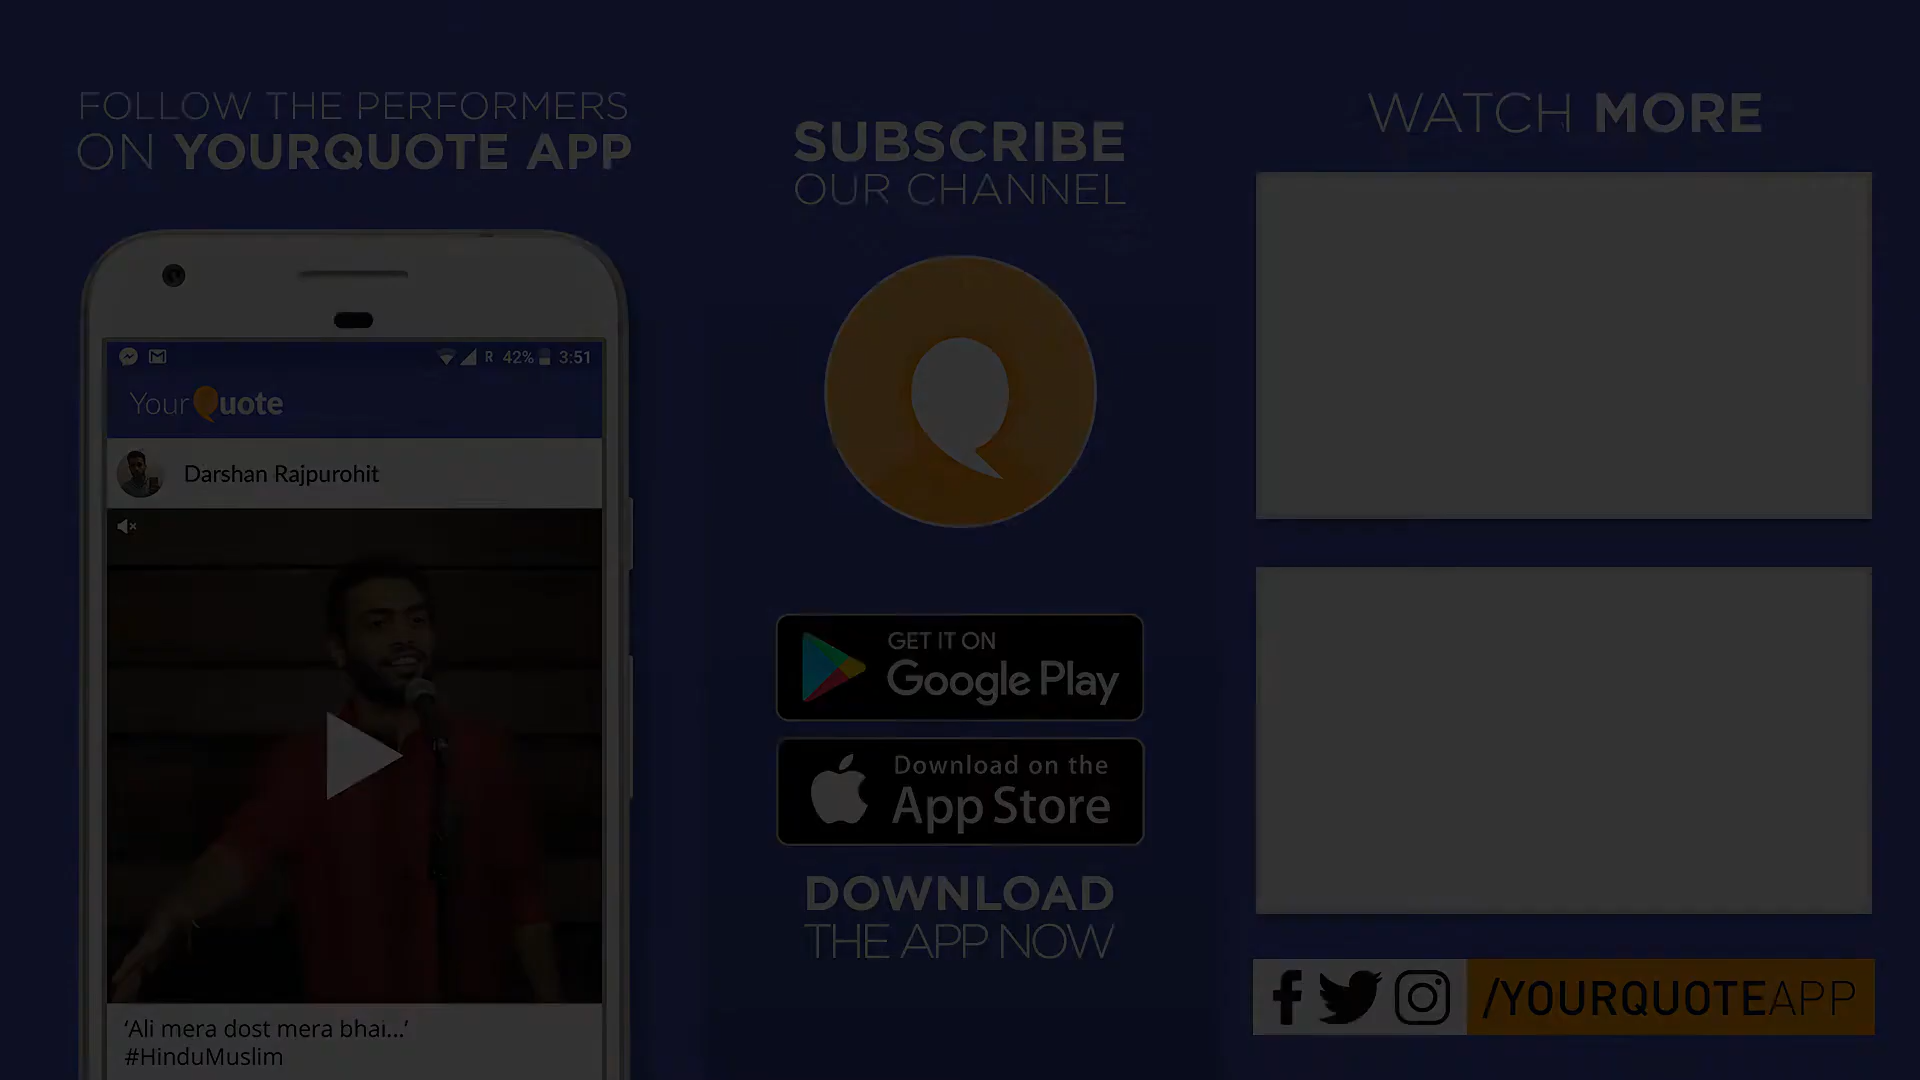 FOLLOW THE PERFORMERS
ON YOURQUOTE APP
R 42% 3:51
YourQuote
Darshan Rajpurohit
‘Ali mera dost mera bhai...’
#HinduMuslim
SUBSCRIBE
OUR CHANNEL
GET IT ON
Google Play
Download on the
App Store
DOWNLOAD
THE APP NOW
WATCH MORE
/YOURQUOTEAPP